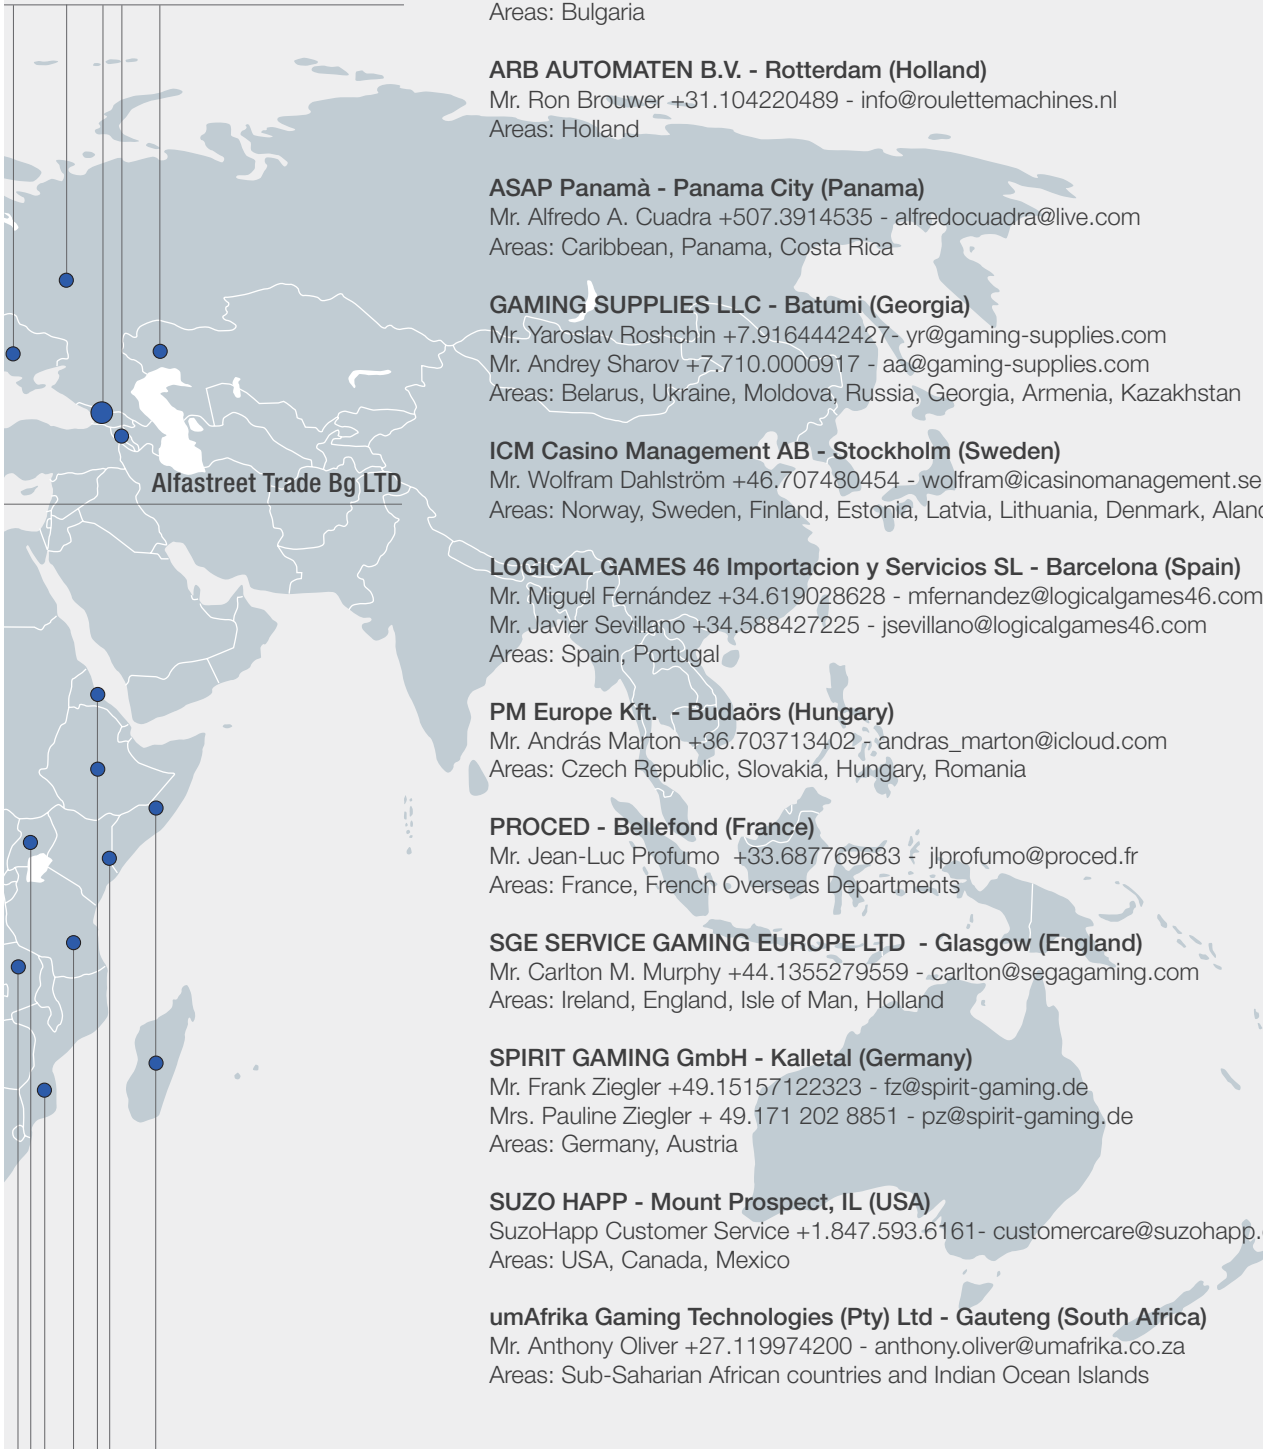 Areas: Bulgaria
ARB AUTOMATEN B.V. - Rotterdam (Holland)
Mr. Ron Brouwer +31.104220489 - info@roulettemachines.nl
Areas: Holland
ASAP Panamà - Panama City (Panama)
Mr. Alfredo A. Cuadra +507.3914535 - alfredocuadra@live.com
Areas: Caribbean, Panama, Costa Rica
GAMING SUPPLIES LLC - Batumi (Georgia)
Mr. Yaroslav Roshchin +7.9164442427- yr@gaming-supplies.com
Mr. Andrey Sharov +7.710.0000917 - aa@gaming-supplies.com
Areas: Belarus, Ukraine, Moldova, Russia, Georgia, Armenia, Kazakhstan
ICM Casino Management AB - Stockholm (Sweden)
Mr. Wolfram Dahlström +46.707480454 - wolfram@icasinomanagement.se
Areas: Norway, Sweden, Finland, Estonia, Latvia, Lithuania, Denmark,
Alfastreet Trade Bg LTD
LOGICAL GAMES 46 Importacion y Servicios SL - Barcelona (Spain)
Mr. Miguel Fernández +34.619028628 - mfernandez@logicalgames46.com
Mr. Javier Sevillano +34.588427225 - jsevillano@logicalgames46.com
Areas: Spain, Portugal
PM Europe Kft.  - Budaörs (Hungary)
Mr. András Marton +36.703713402 - andras_marton@icloud.com
Areas: Czech Republic, Slovakia, Hungary, Romania
PROCED - Bellefond (France)
Mr. Jean-Luc Profumo  +33.687769683 -  jlprofumo@proced.fr
Areas: France, French Overseas Departments
SGE SERVICE GAMING EUROPE LTD  - Glasgow (England)
Mr. Carlton M. Murphy +44.1355279559 - carlton@segagaming.com
Areas: Ireland, England, Isle of Man, Holland
SPIRIT GAMING GmbH - Kalletal (Germany)
Mr. Frank Ziegler +49.15157122323 - fz@spirit-gaming.de
Mrs. Pauline Ziegler + 49.171 202 8851 - pz@spirit-gaming.de
Areas: Germany, Austria
SUZO HAPP - Mount Prospect, IL (USA)
SuzoHapp Customer Service +1.847.593.6161- customercare@suzohapp.
Areas: USA, Canada, Mexico
umAfrika Gaming Technologies (Pty) Ltd - Gauteng (South Africa)
Mr. Anthony Oliver +27.119974200 - anthony.oliver@umafrika.co.za
Areas: Sub-Saharian African countries and Indian Ocean Islands